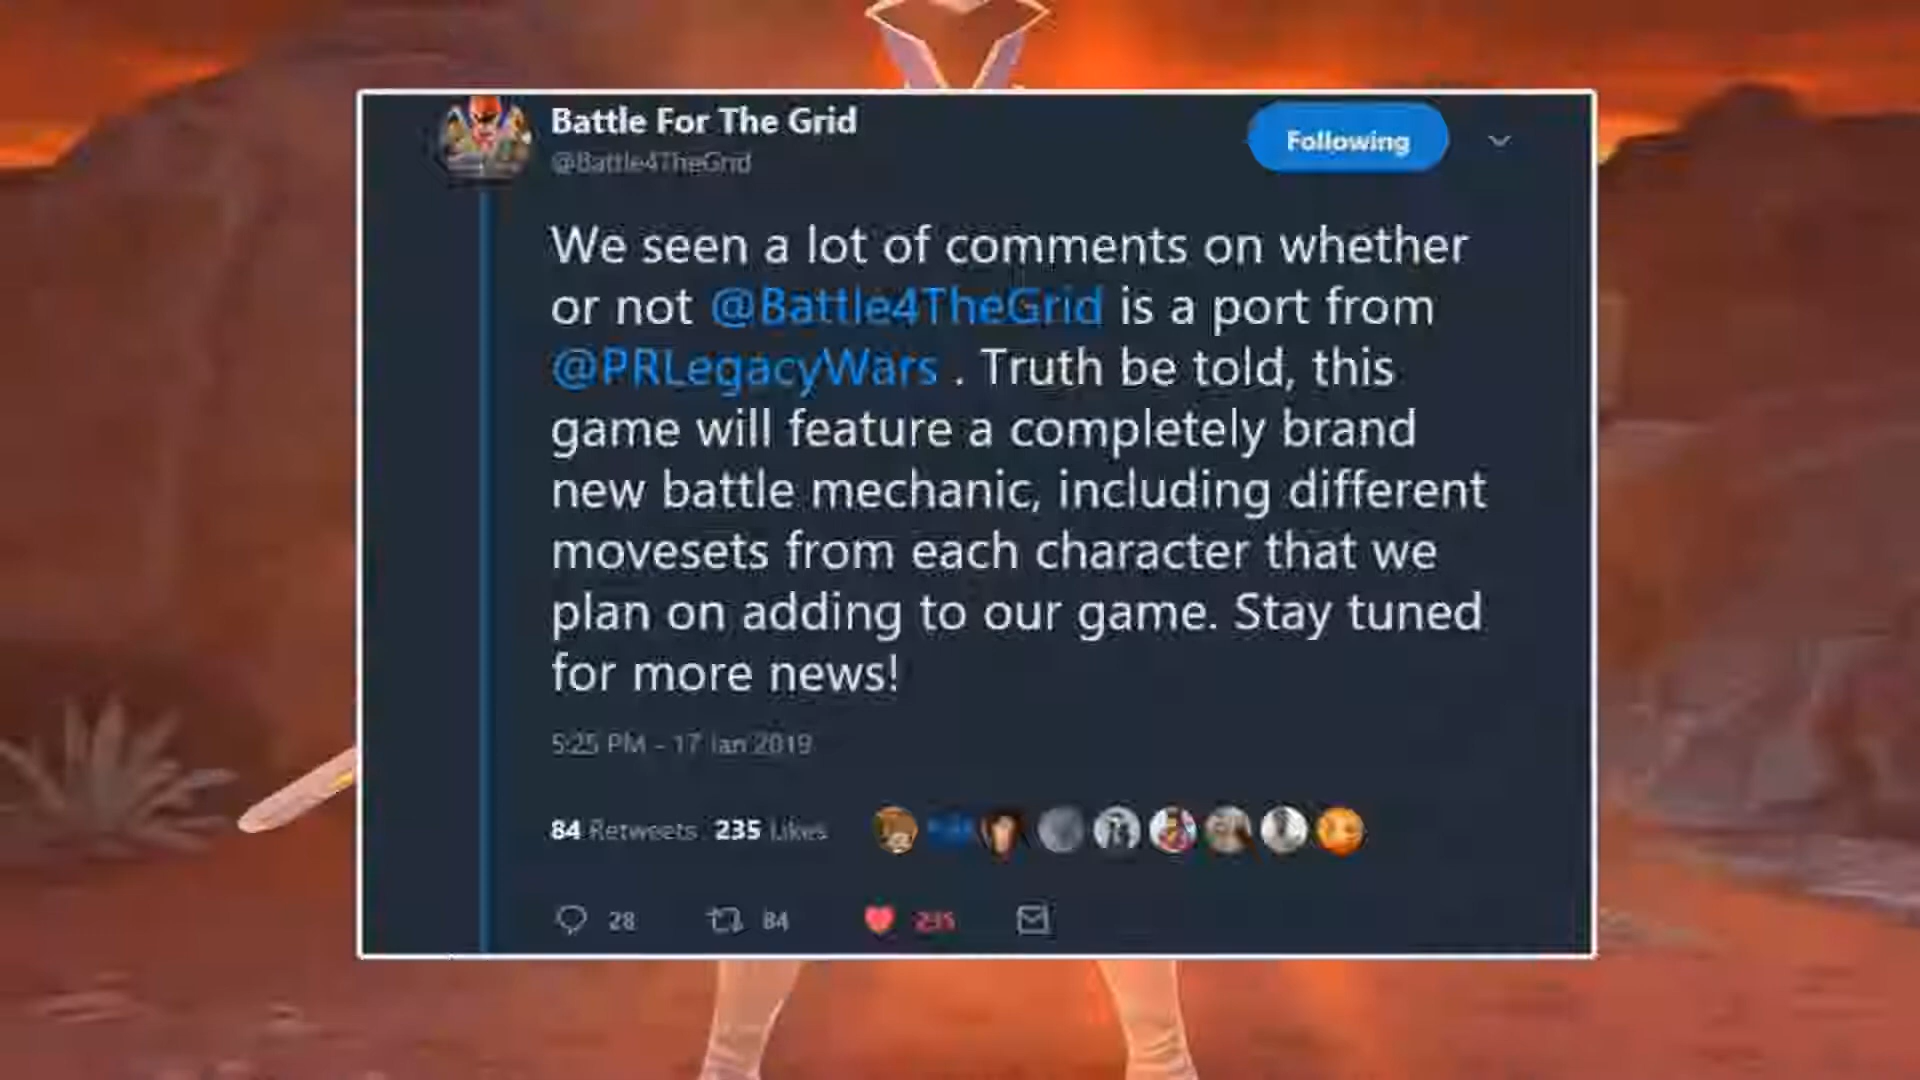 Battle For The Grid
@Battle4TheGrid
Following
We seen a lot of comments on whether
or not @Battle4TheGrid is a port from
@PRLegacyWars . Truth be told, this
game will feature a completely brand
new battle mechanic, including different
movesets from each character that we
plan on adding to our game. Stay tuned
for more news!
5:25 PM - 17 Jan 2019
84 Retweets 235 Likes
28 84 235